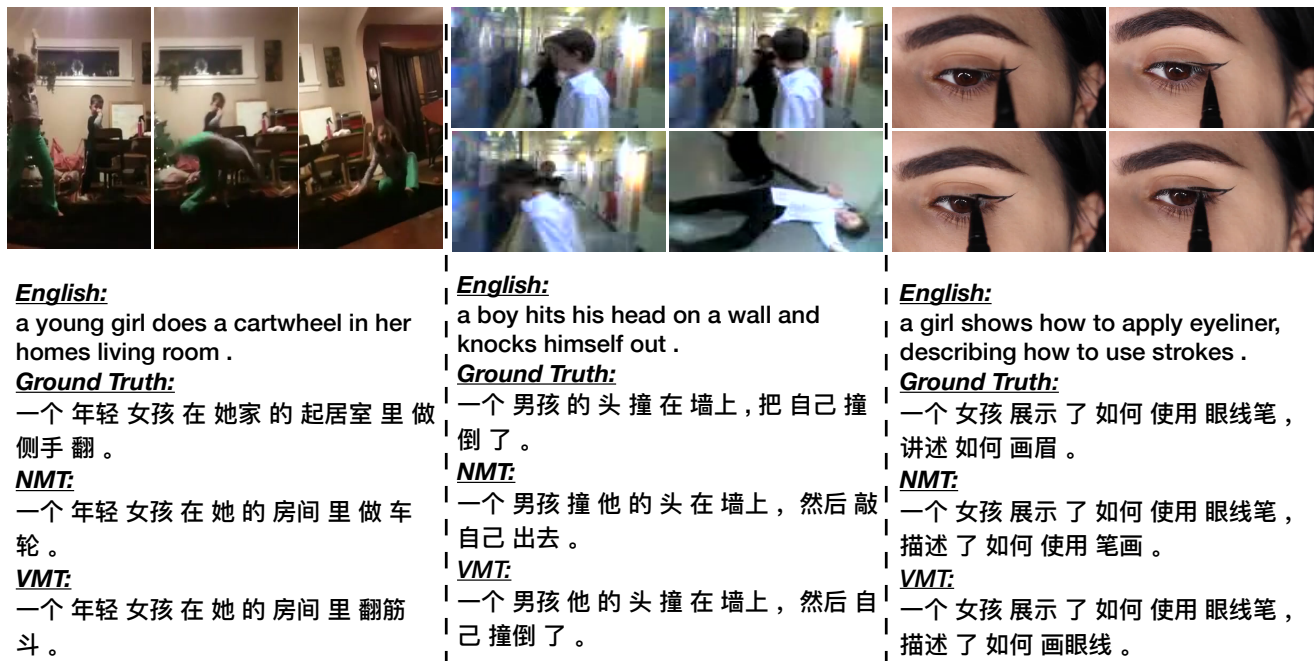 English:
a young girl does a cartwheel in her
homes living room .
Ground Truth:
一个 年轻 女孩 在 她家 的 起居室 里 做
侧手 翻 。
NMT:
一个 年轻 女孩 在 她 的 房间 里 做 车
轮 。
VMT:
一个 年轻 女孩 在 她 的 房间 里 翻筋
斗 。
English:
a boy hits his head on a wall and
knocks himself out .
Ground Truth:
一个 男孩 的 头 撞 在 墙上 , 把 自己 撞
倒 了 。
NMT:
一个 男孩 撞 他 的 头 在 墙上 ，然后 敲
自己 出去 。
VMT:
一个 男孩 他 的 头 撞 在 墙上 ，然后 自
己 撞倒 了 。
English:
a girl shows how to apply eyeliner,
describing how to use strokes .
Ground Truth:
一个 女孩 展示 了 如何 使用 眼线笔 ，
讲述 如何 画眉 。
NMT:
一个 女孩 展示 了 如何 使用 眼线笔 ，
描述 了 如何 使用 笔画 。
VMT:
一个 女孩 展示 了 如何 使用 眼线笔 ，
描述 了 如何 画眼线 。